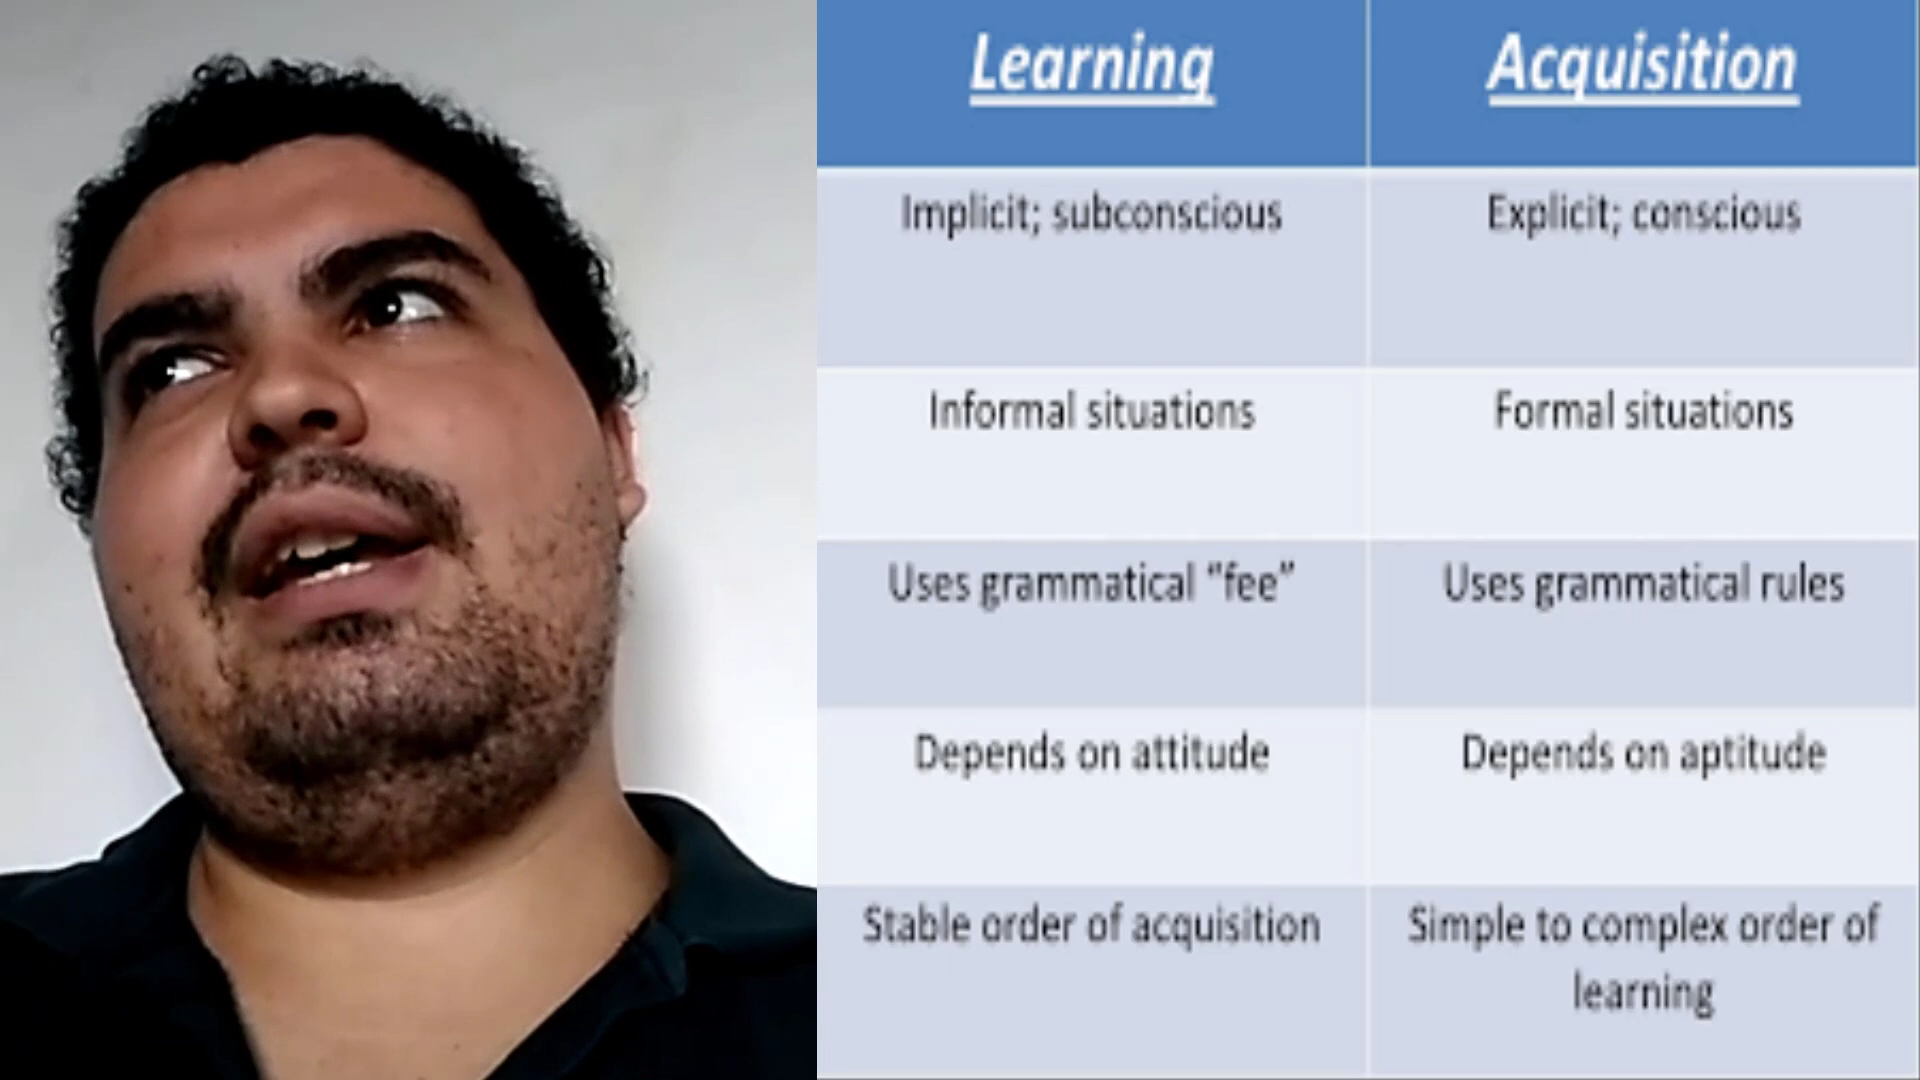 Learning Acquisition
Implicit; subconscious Explicit; conscious
Informal situations Formal situations
Uses grammatical “fee” Uses grammatical rules
Depends on attitude Depends on aptitude
Stable order of acquisition Simple to complex order of
learning